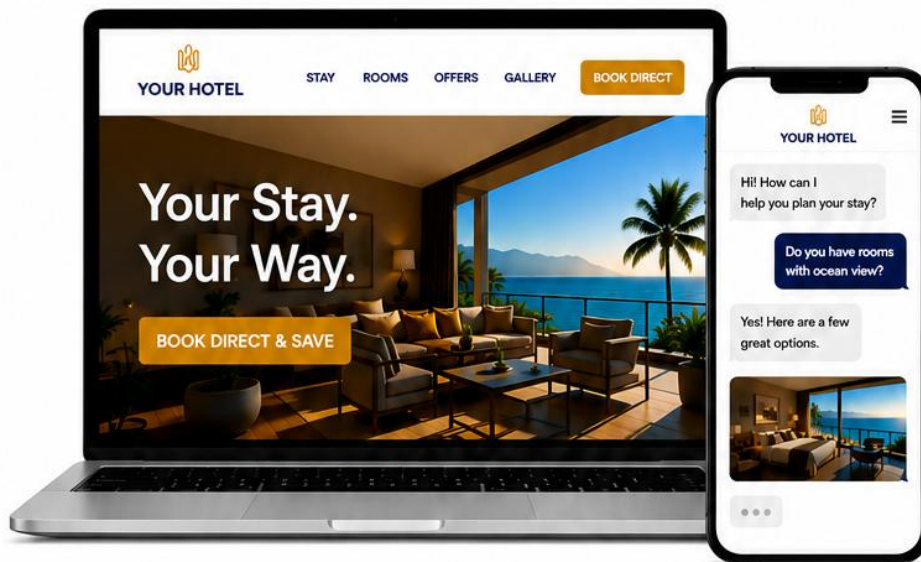 YOUR HOTEL
STAY
ROOMS
OFFERS
GALLERY
BOOK DIRECT
Your Stay.
Your Way.
BOOK DIRECT & SAVE
YOUR HOTEL
Hi! How can I
help you plan your stay?
Do you have rooms
with ocean view?
Yes! Here are a few
great options.